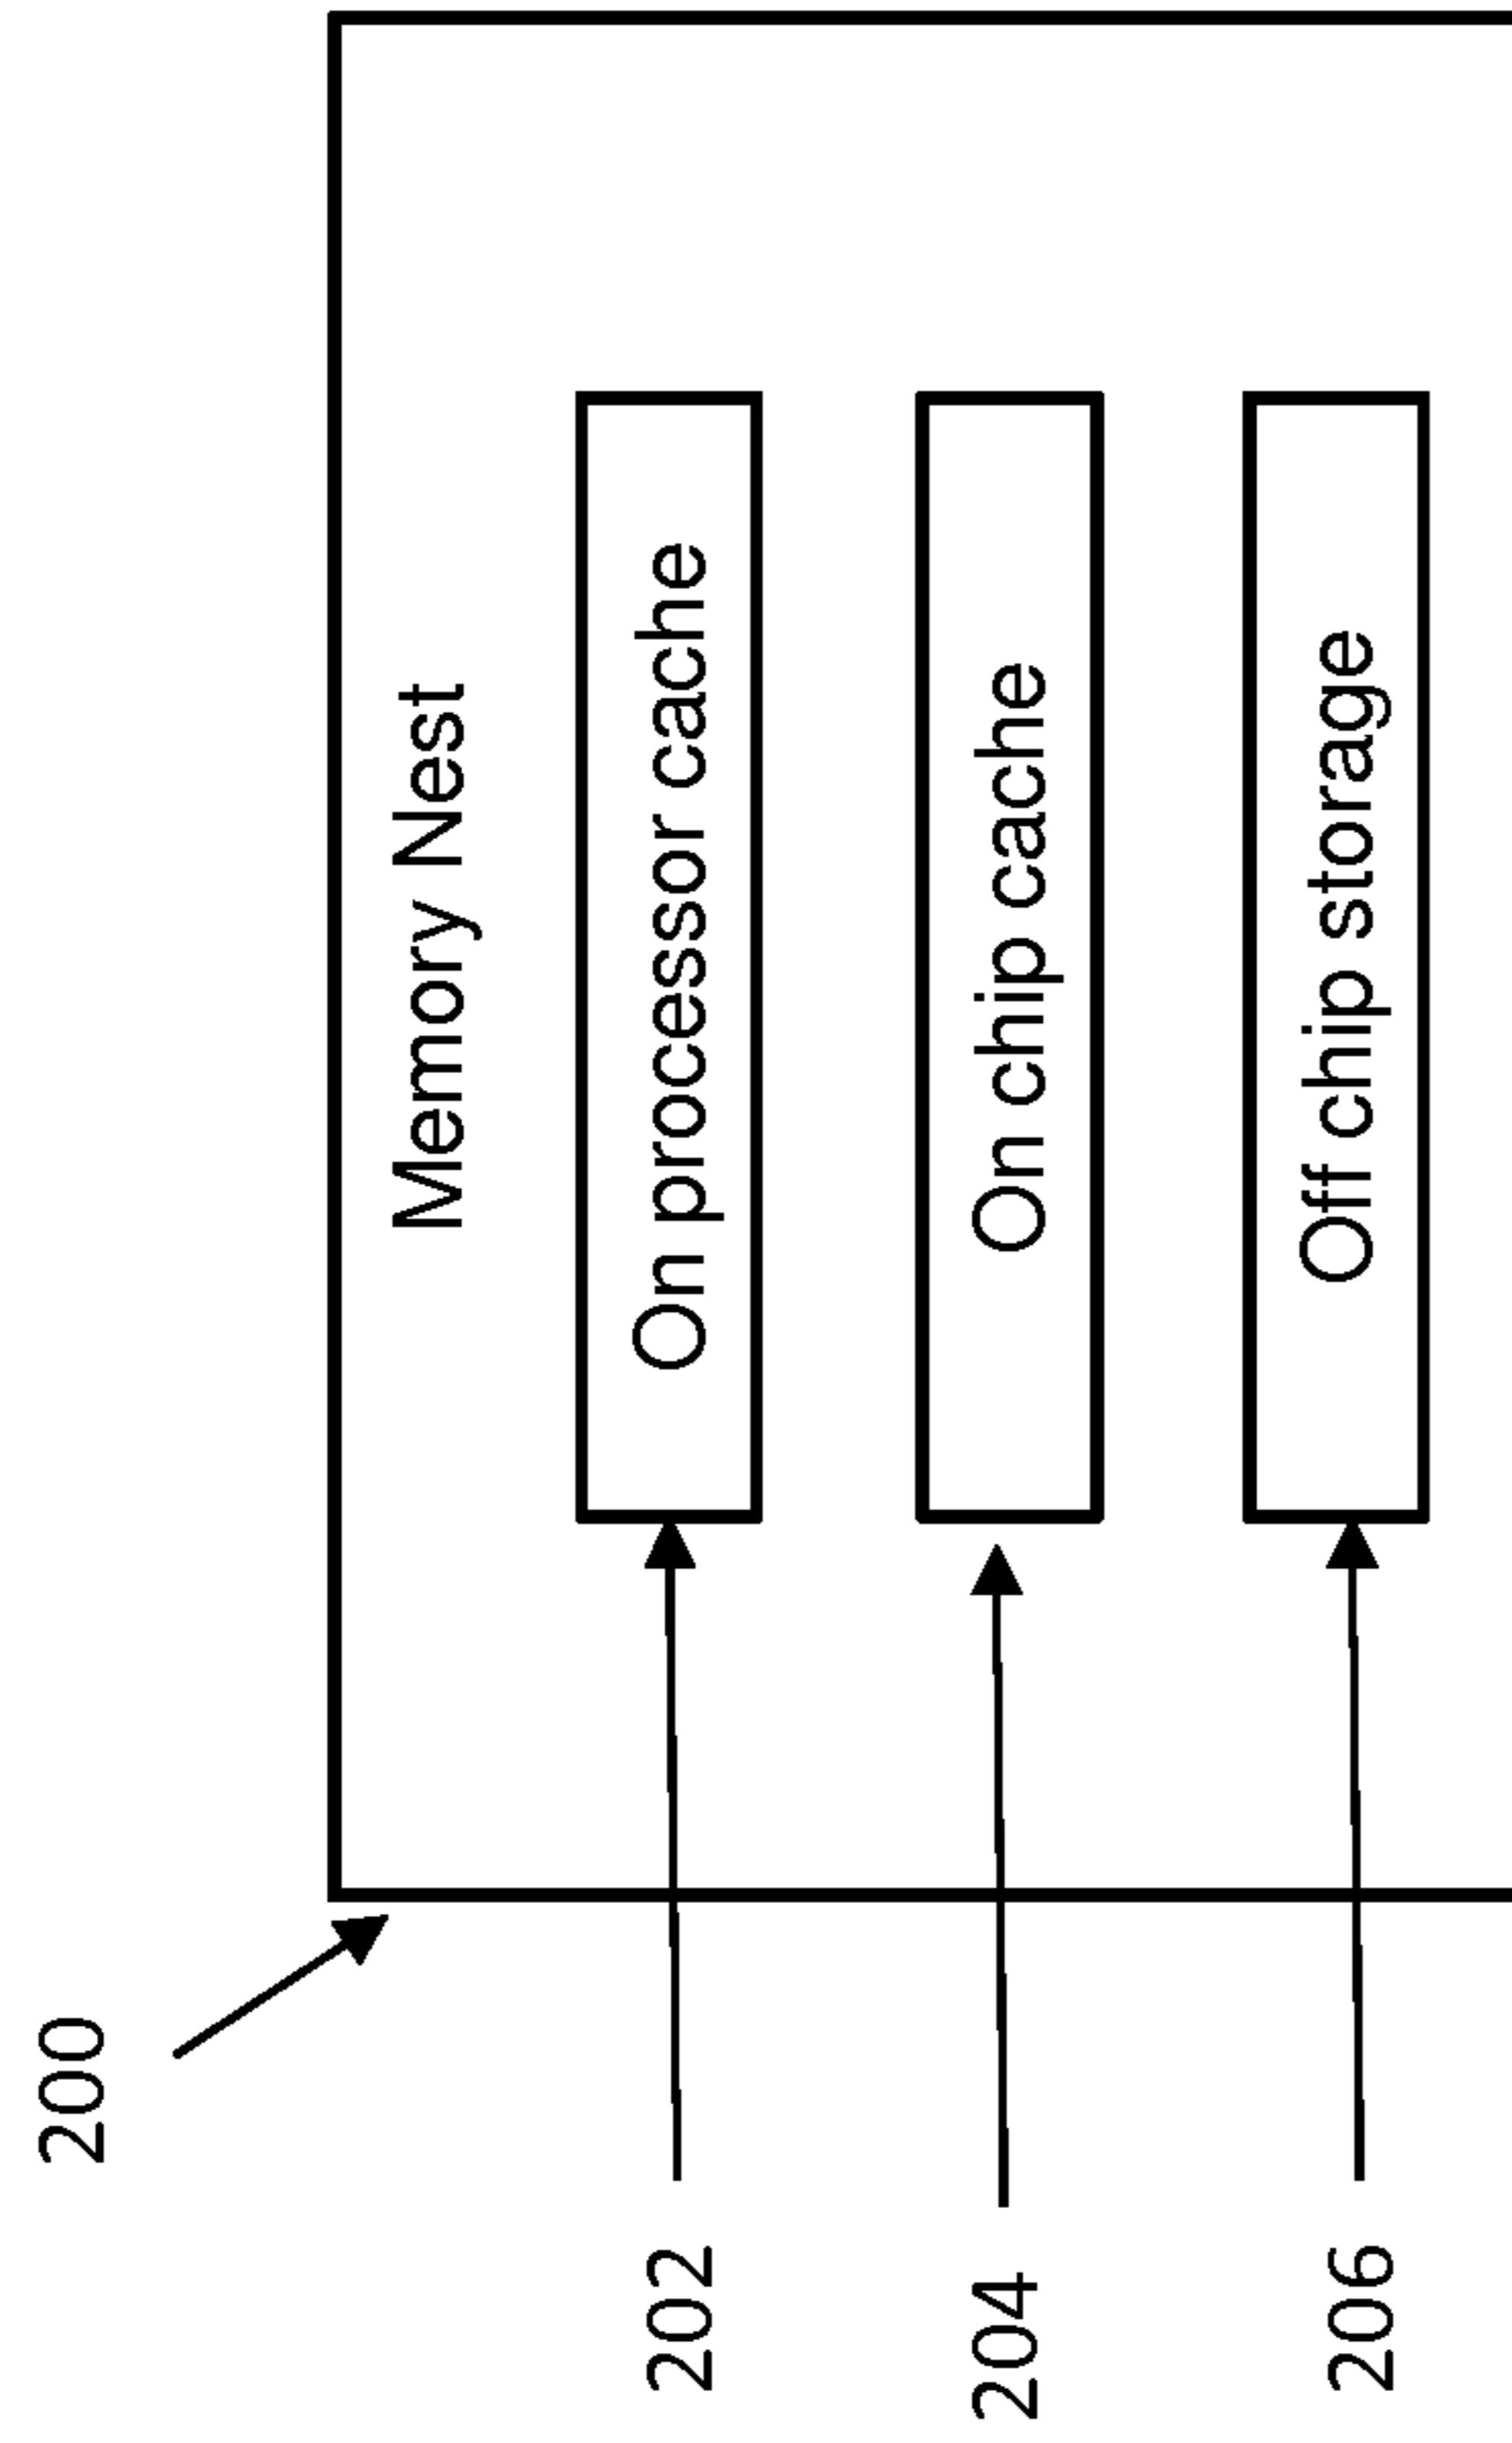 200
Memory Nest
202
On processor cache
204
On chip cache
206
Off chip storage